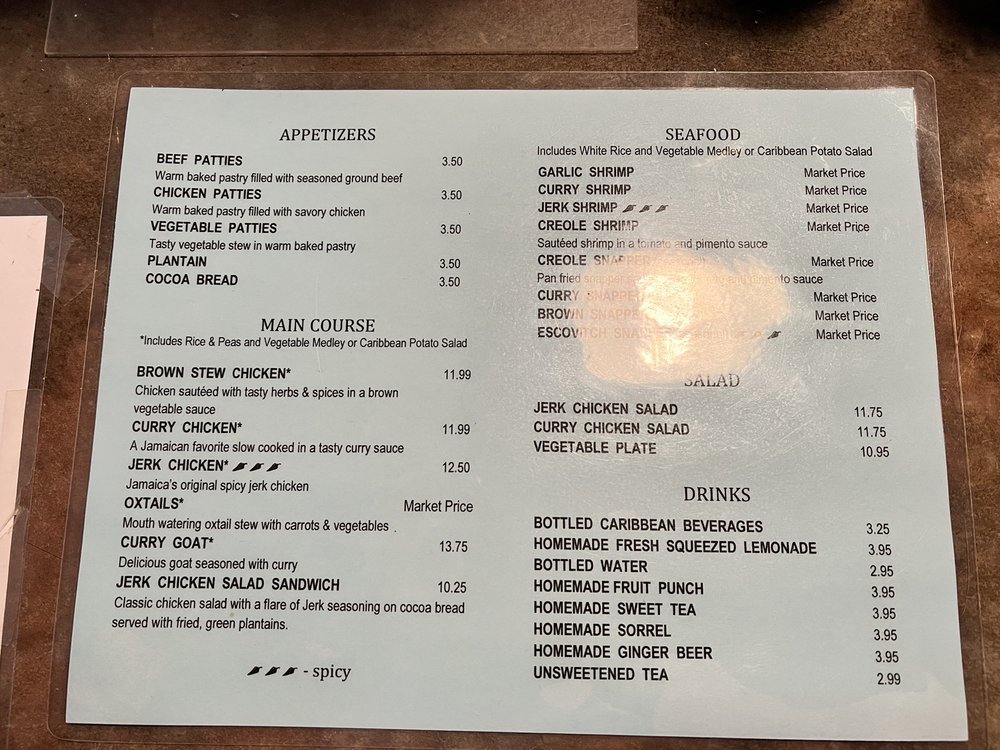 APPETIZERS
BEEF PATTIES 3.50
Warm baked pastry filled with seasoned ground beef
CHICKEN PATTIES 3.50
Warm baked pastry filled with savory chicken
VEGETABLE PATTIES 3.50
Tasty vegetable stew in warm baked pastry
PLANTAIN 3.50
COCOA BREAD 3.50
MAIN COURSE
*Includes Rice & Peas and Vegetable Medley or Caribbean Potato Salad
BROWN STEW CHICKEN* 11.99
Chicken sautéed with tasty herbs & spices in a brown
vegetable sauce
CURRY CHICKEN* 11.99
A Jamaican favorite slow cooked in a tasty curry sauce
JERK CHICKEN* 12.50
Jamaica's original spicy jerk chicken
OXTAILS* Market Price
Mouth watering oxtail stew with carrots & vegetables .
CURRY GOAT* 13.75
Delicious goat seasoned with curry
JERK CHICKEN SALAD SANDWICH 10.25
Classic chicken salad with a flare of Jerk seasoning on cocoa bread
served with fried, green plantains.
- spicy
SEAFOOD
Includes White Rice and Vegetable Medley or Caribbean Potato Salad
GARLIC SHRIMP Market Price
CURRY SHRIMP Market Price
JERK SHRIMP Market Price
CREOLE SHRIMP Market Price
Sautéed shrimp in a tomato and pimento sauce
CREOLE SNAPPER Market Price
Pan fried snapper and pimento sauce
CURRY SNAPPER Market Price
BROWN SNAPPER Market Price
ESCOVITCH SNAPPER Market Price
SALAD
JERK CHICKEN SALAD 11.75
CURRY CHICKEN SALAD 11.75
VEGETABLE PLATE 10.95
DRINKS
BOTTLED CARIBBEAN BEVERAGES 3.25
HOMEMADE FRESH SQUEEZED LEMONADE 3.95
BOTTLED WATER 2.95
HOMEMADE FRUIT PUNCH 3.95
HOMEMADE SWEET TEA 3.95
HOMEMADE SORREL 3.95
HOMEMADE GINGER BEER 3.95
UNSWEETENED TEA 2.99